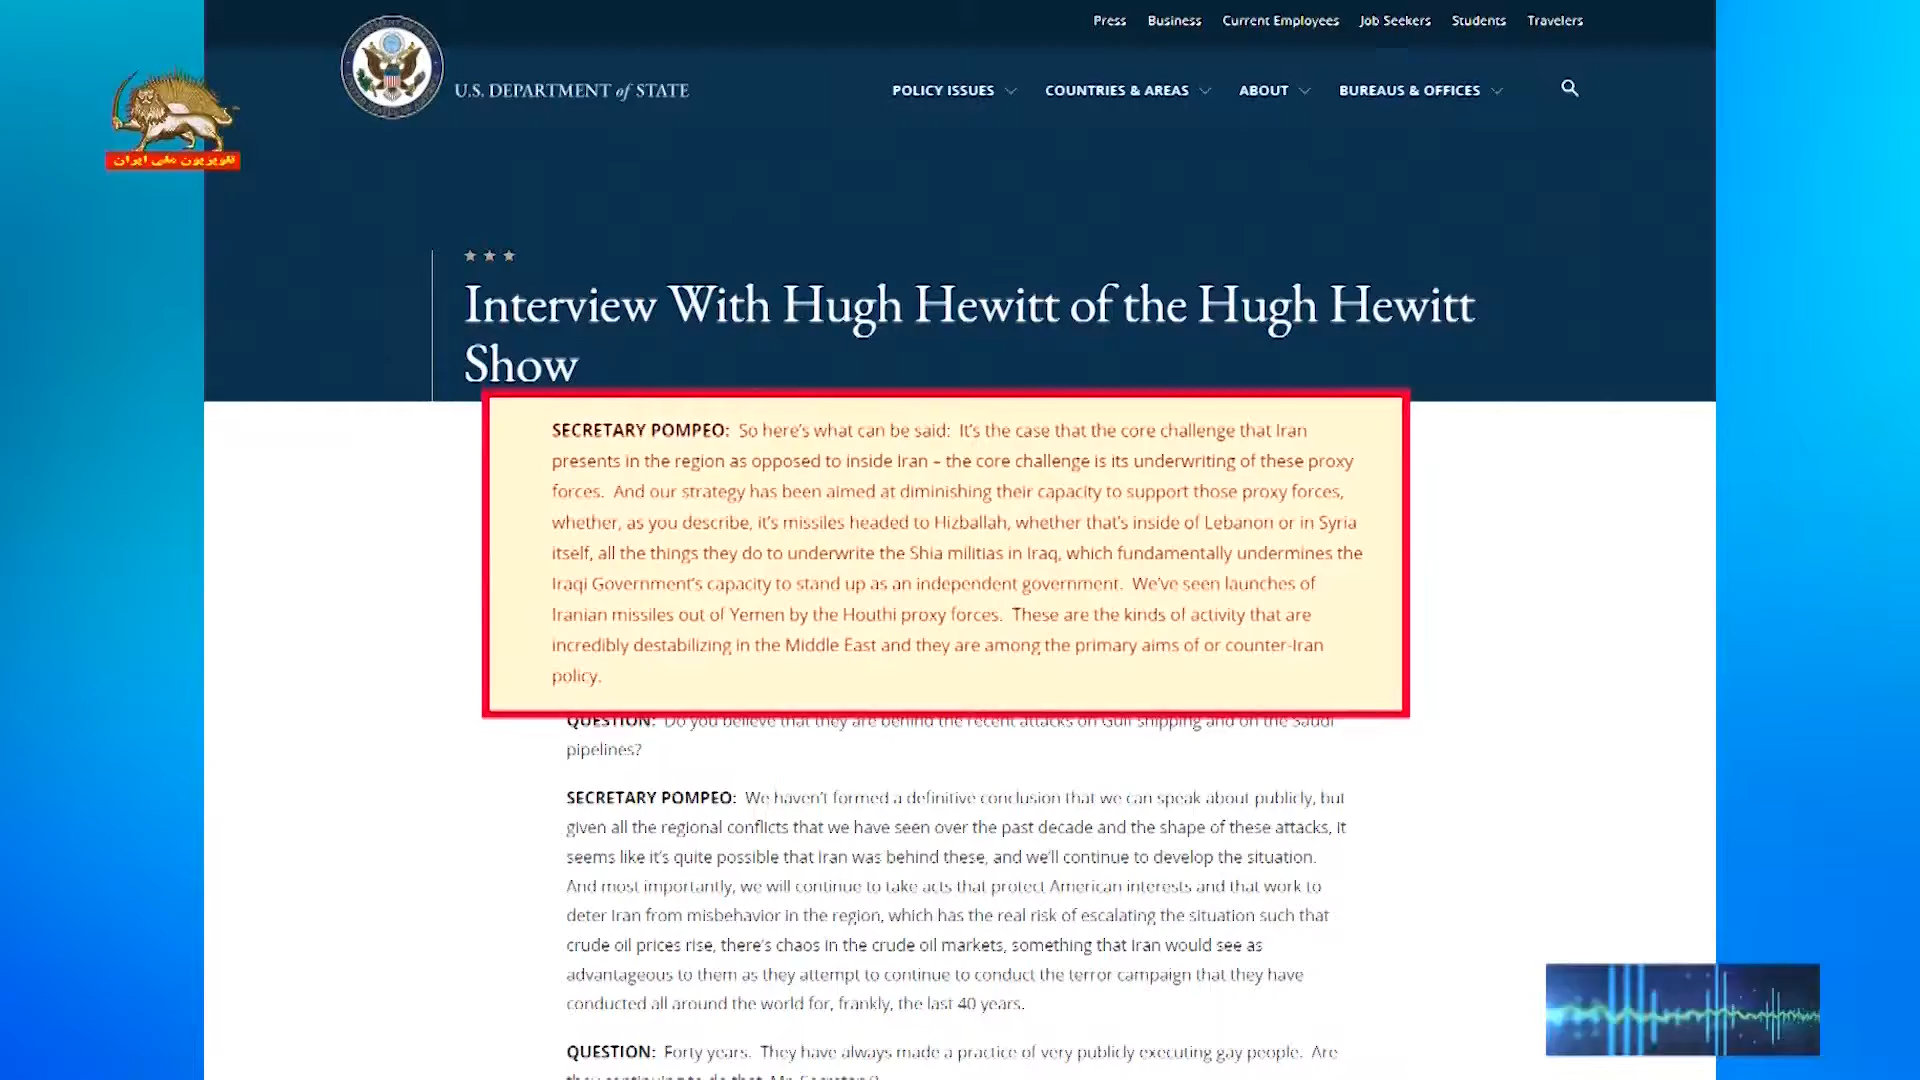 Press Business Current Employees Job Seekers Students Travelers
U.S. DEPARTMENT of STATE
POLICY ISSUES COUNTRIES & AREAS ABOUT BUREAUS & OFFICES
تلویزیون ملی ایران
Interview With Hugh Hewitt of the Hugh Hewitt
Show
SECRETARY POMPEO: So here's what can be said: It's the case that the core challenge that Iran
presents in the region as opposed to inside Iran – the core challenge is its underwriting of these proxy
forces. And our strategy has been aimed at diminishing their capacity to support those proxy forces,
whether, as you describe, it's missiles headed to Hizballah, whether that's inside of Lebanon or in Syria
itself, all the things they do to underwrite the Shia militias in Iraq, which fundamentally undermines the
Iraqi Government's capacity to stand up as an independent government. We've seen launches of
Iranian missiles out of Yemen by the Houthi proxy forces. These are the kinds of activity that are
incredibly destabilizing in the Middle East and they are among the primary aims of or counter-Iran
policy.
QUESTION: Do you believe that they are behind the recent attacks on Gulf shipping and on the Saudi
pipelines?
SECRETARY POMPEO: We haven't formed a definitive conclusion that we can speak about publicly, but
given all the regional conflicts that we have seen over the past decade and the shape of these attacks, it
seems like it's quite possible that Iran was behind these, and we'll continue to develop the situation.
And most importantly, we will continue to take acts that protect American interests and that work to
deter Iran from misbehavior in the region, which has the real risk of escalating the situation such that
crude oil prices rise, there's chaos in the crude oil markets, something that Iran would see as
advantageous to them as they attempt to continue to conduct the terror campaign that they have
conducted all around the world for, frankly, the last 40 years.
QUESTION: Forty years. They have always made a practice of very publicly executing gay people. Are
they continuing to do that, Mr. Secretary?